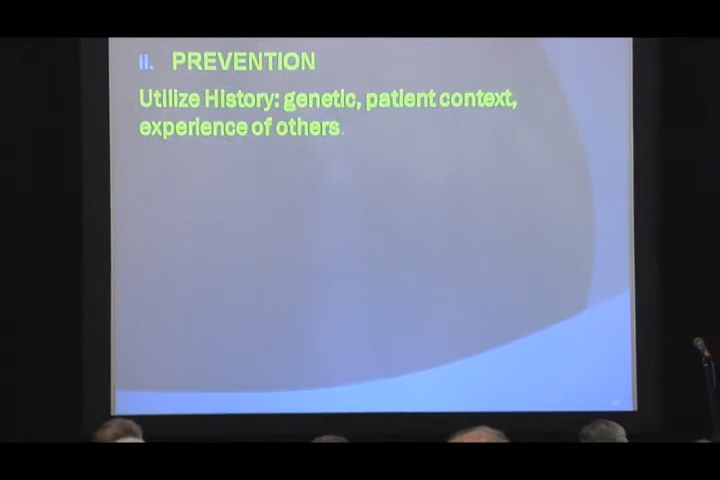 II. PREVENTION
Utilize History: genetic, patient context,
experience of others.